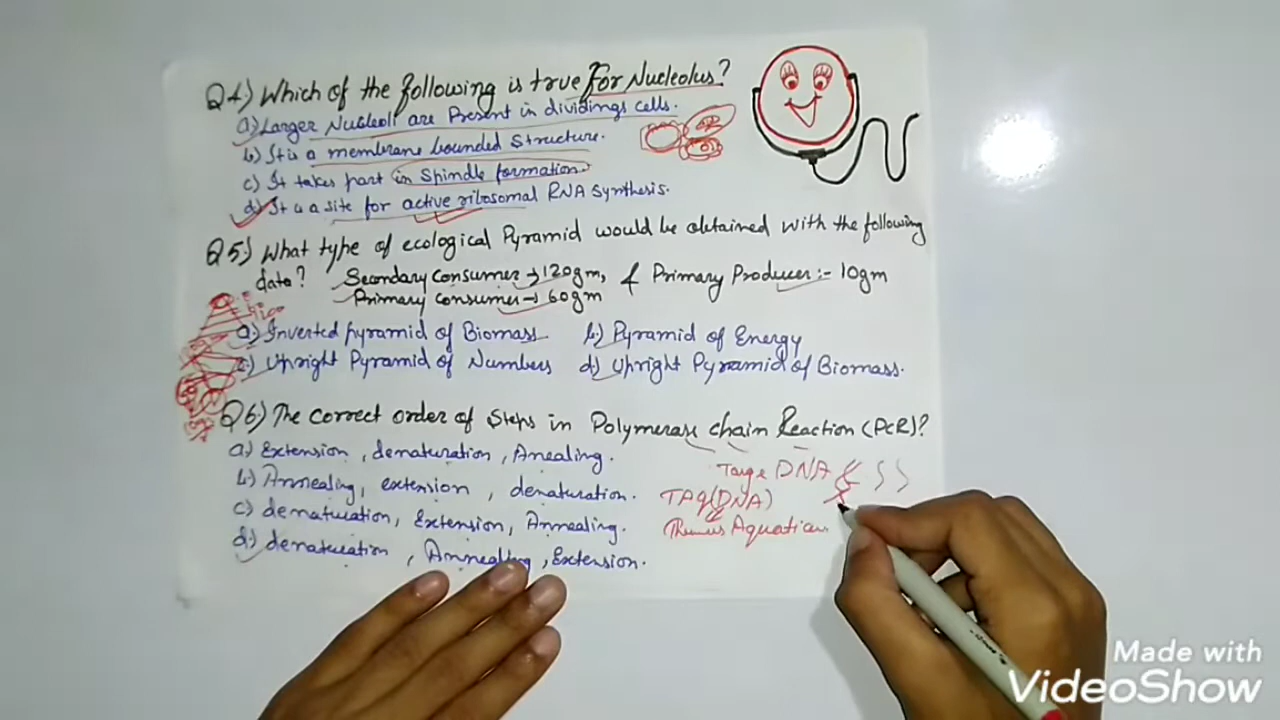 Q4) Which of the following is true for Nucleolus?
a) Larger Nucleoli are Present in dividings cells.
b) It is a membrane bounded Structure.
c) It takes part in Spindle formation.
d) It is a site for active ribosomal RNA Synthesis.
Q5) What type of ecological Pyramid would be obtained with the following
data? Secondary Consumer → 120gm, & Primary Producer :- 10gm
Primary consumer → 60gm
a) Inverted pyramid of Biomass b) Pyramid of Energy
c) Upright Pyramid of Numbers d) Upright Pyramid of Biomass.
Q6) The correct order of Steps in Polymerase chain Reaction (PCR)?
a) Extension, denaturation, Anealing.
b) Annealing, extension, denaturation.
c) denaturation, Extension, Annealing.
d) denaturation, Annealing, Extension.
Targe DNA
TAq (DNA)
Aquaticus
Made with
VideoShow